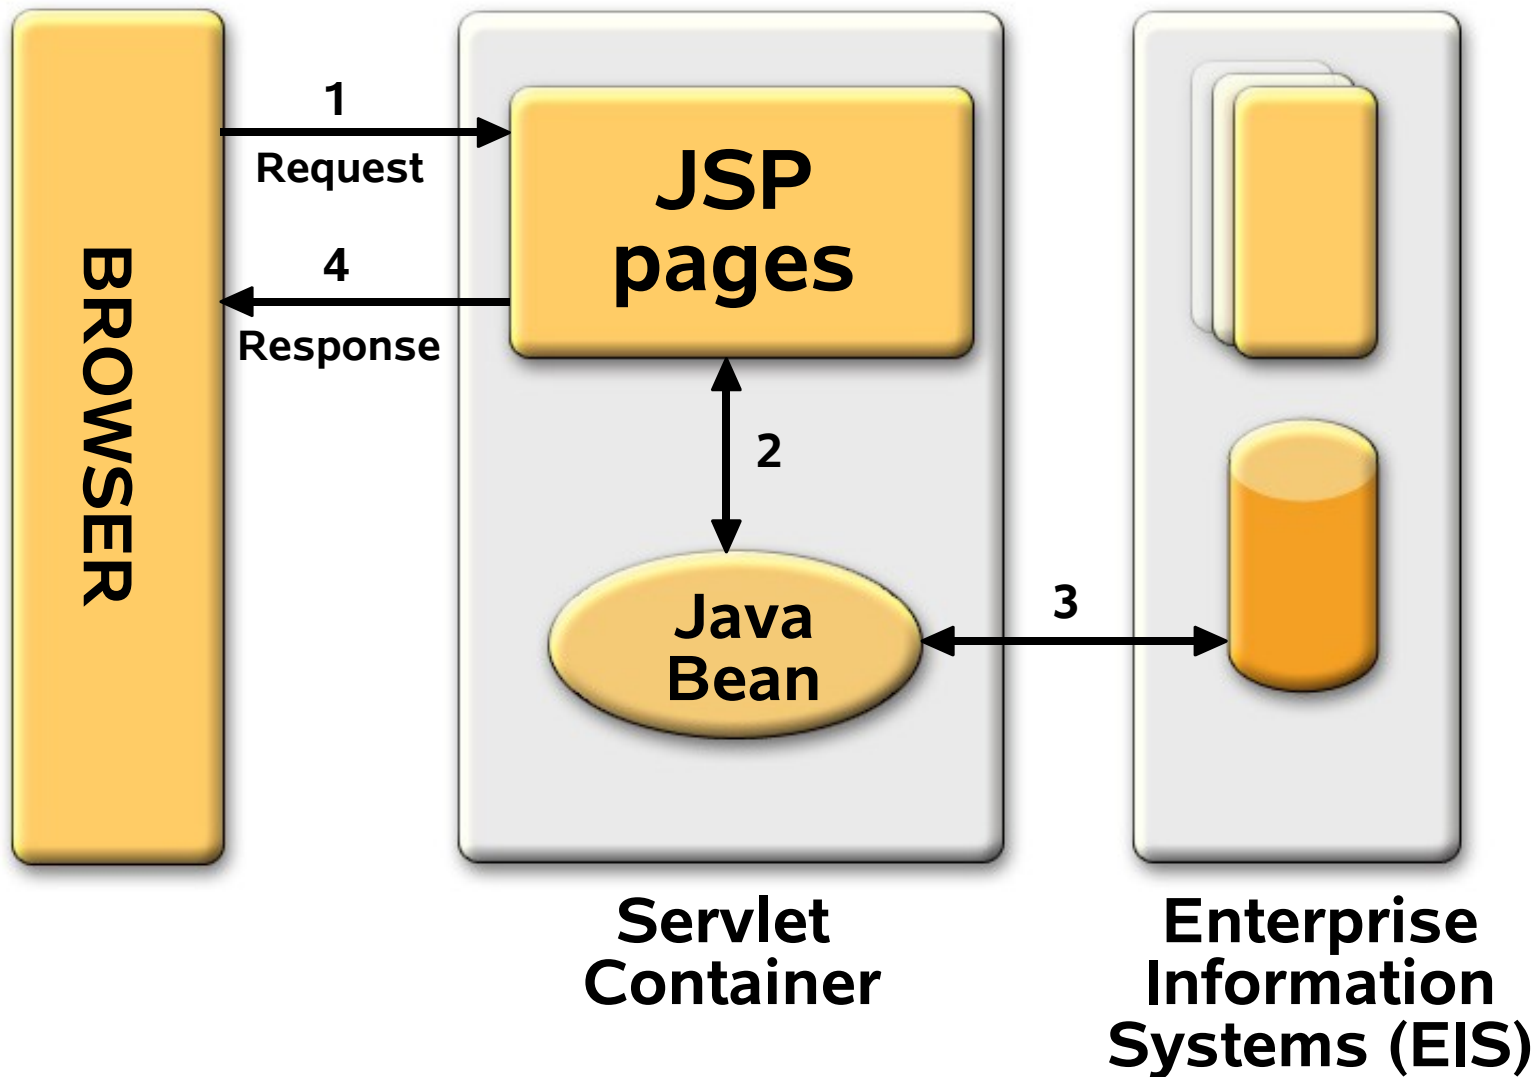 BROWSER
1
Request
4
Response
JSP
pages
2
Java
Bean
3
Servlet
Container
Enterprise
Information
Systems (EIS)